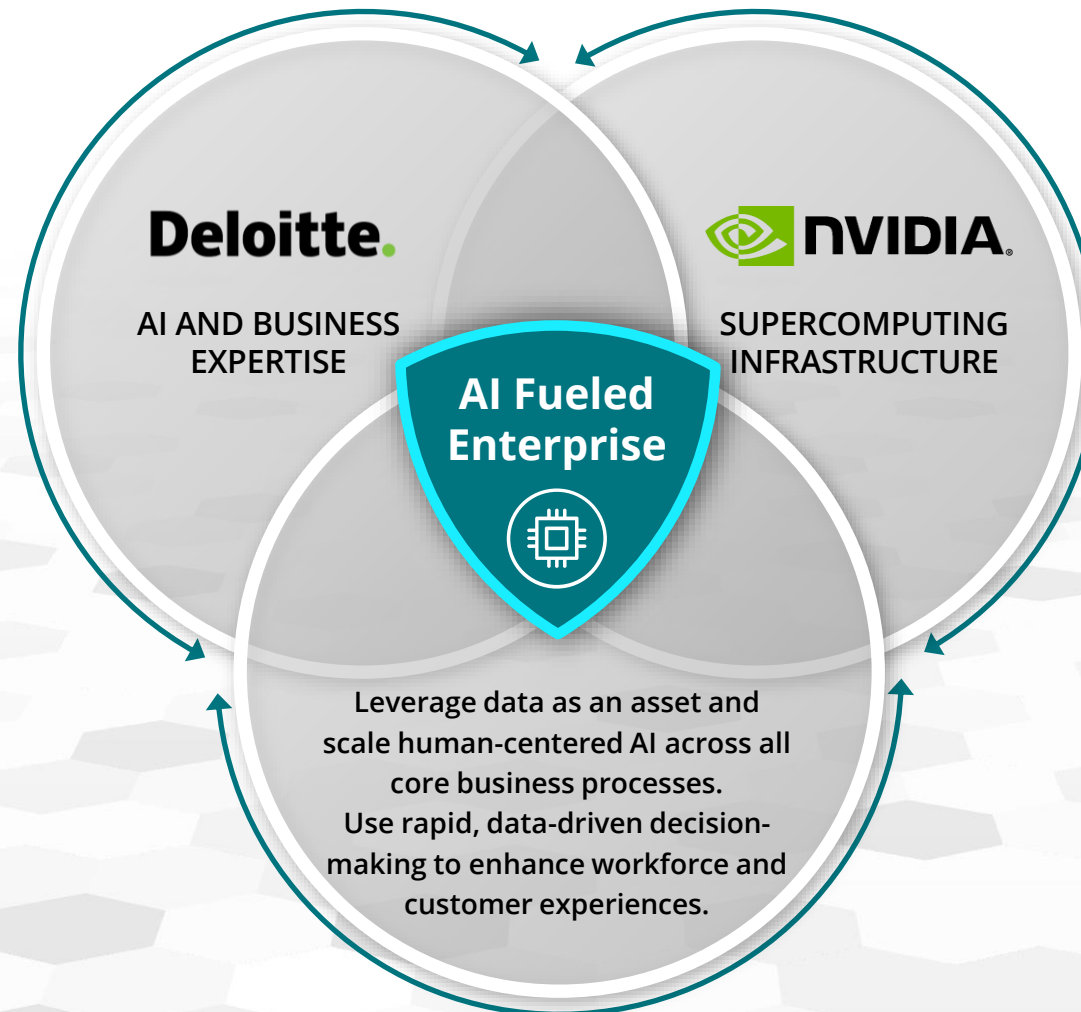 Deloitte.
AI AND BUSINESS
EXPERTISE
NVIDIA®
SUPERCOMPUTING
INFRASTRUCTURE
AI Fueled
Enterprise
Leverage data as an asset and
scale human-centered AI across all
core business processes.
Use rapid, data-driven decision-
making to enhance workforce and
customer experiences.